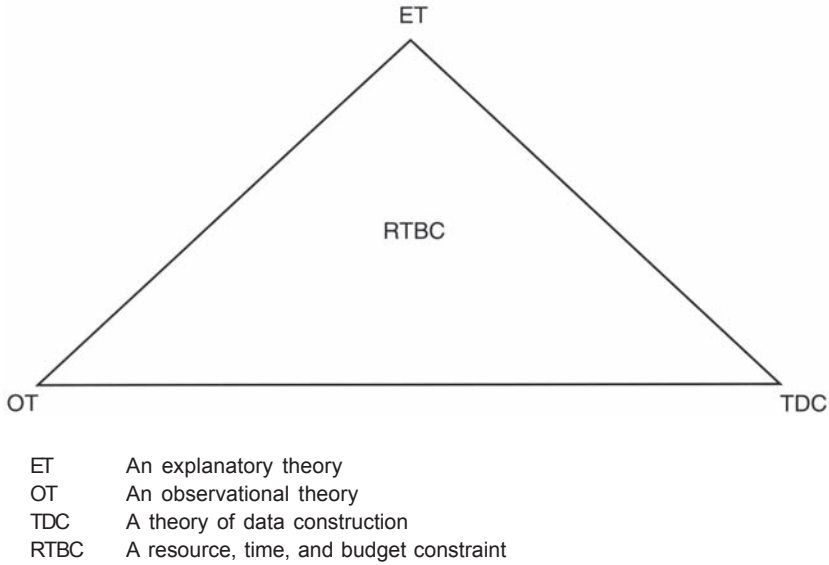 ET
RTBC
OT TDC
ET An explanatory theory
OT An observational theory
TDC A theory of data construction
RTBC A resource, time, and budget constraint